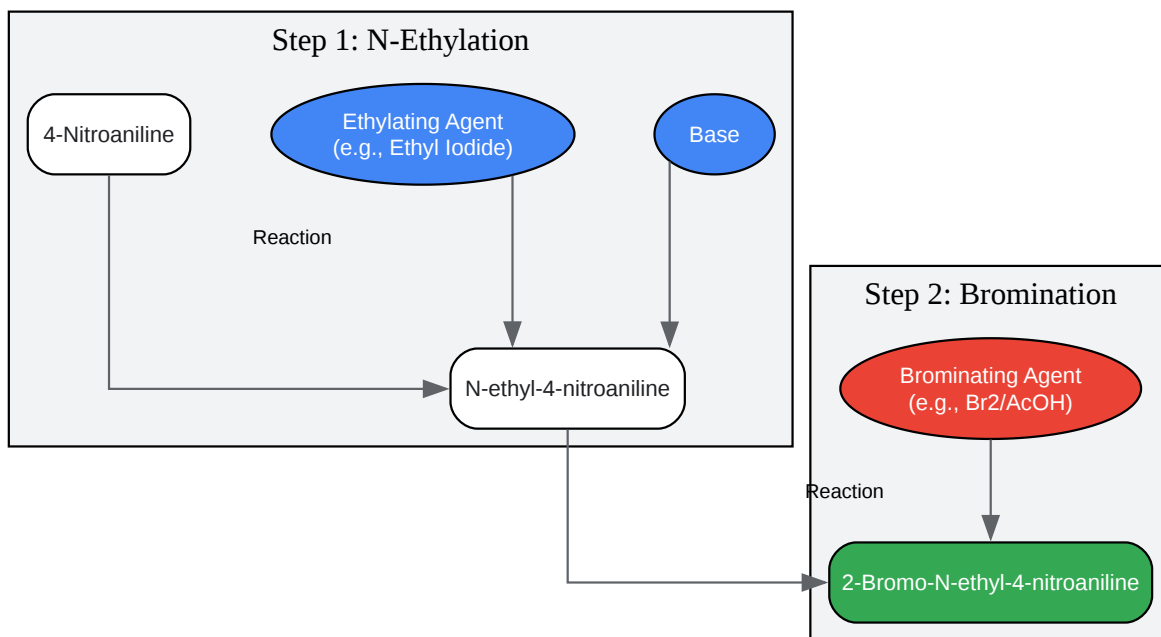 Step 1: N-Ethylation
4-Nitroaniline
Ethylating Agent
(e.g., Ethyl Iodide)
Base
Reaction
N-ethyl-4-nitroaniline
Step 2: Bromination
Brominating Agent
(e.g., Br2/AcOH)
Reaction
2-Bromo-N-ethyl-4-nitroaniline